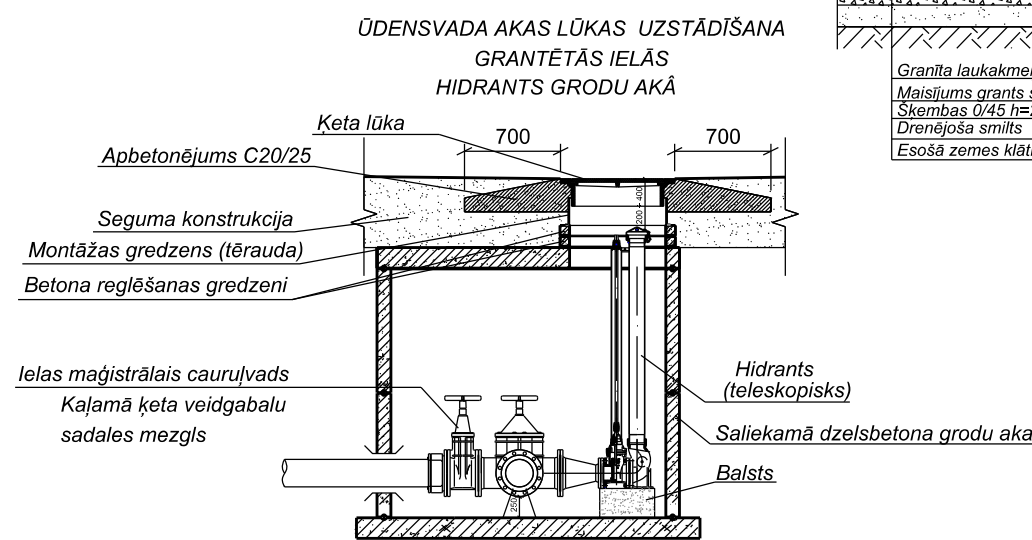 ŪDENSVADA AKAS LŪKAS UZSTĀDĪŠANA
GRANTĒTĀS IELĀS
HIDRANTS GRODU AKÂ
Granīta laukakme
Maisījums grants s
Šķembas 0/45 h=
Drenējoša smilts
Esošā zemes klāt
Ķeta lūka
700
700
Apbetonējums C20/25
200 - 400
Seguma konstrukcija
Montāžas gredzens (tērauda)
Betona reglēšanas gredzeni
Ielas maģistrālais cauruļvads
Kaļamā ķeta veidgabalu
sadales mezgls
Hidrants
(teleskopisks)
Saliekamā dzelsbetona grodu aka
Balsts
250